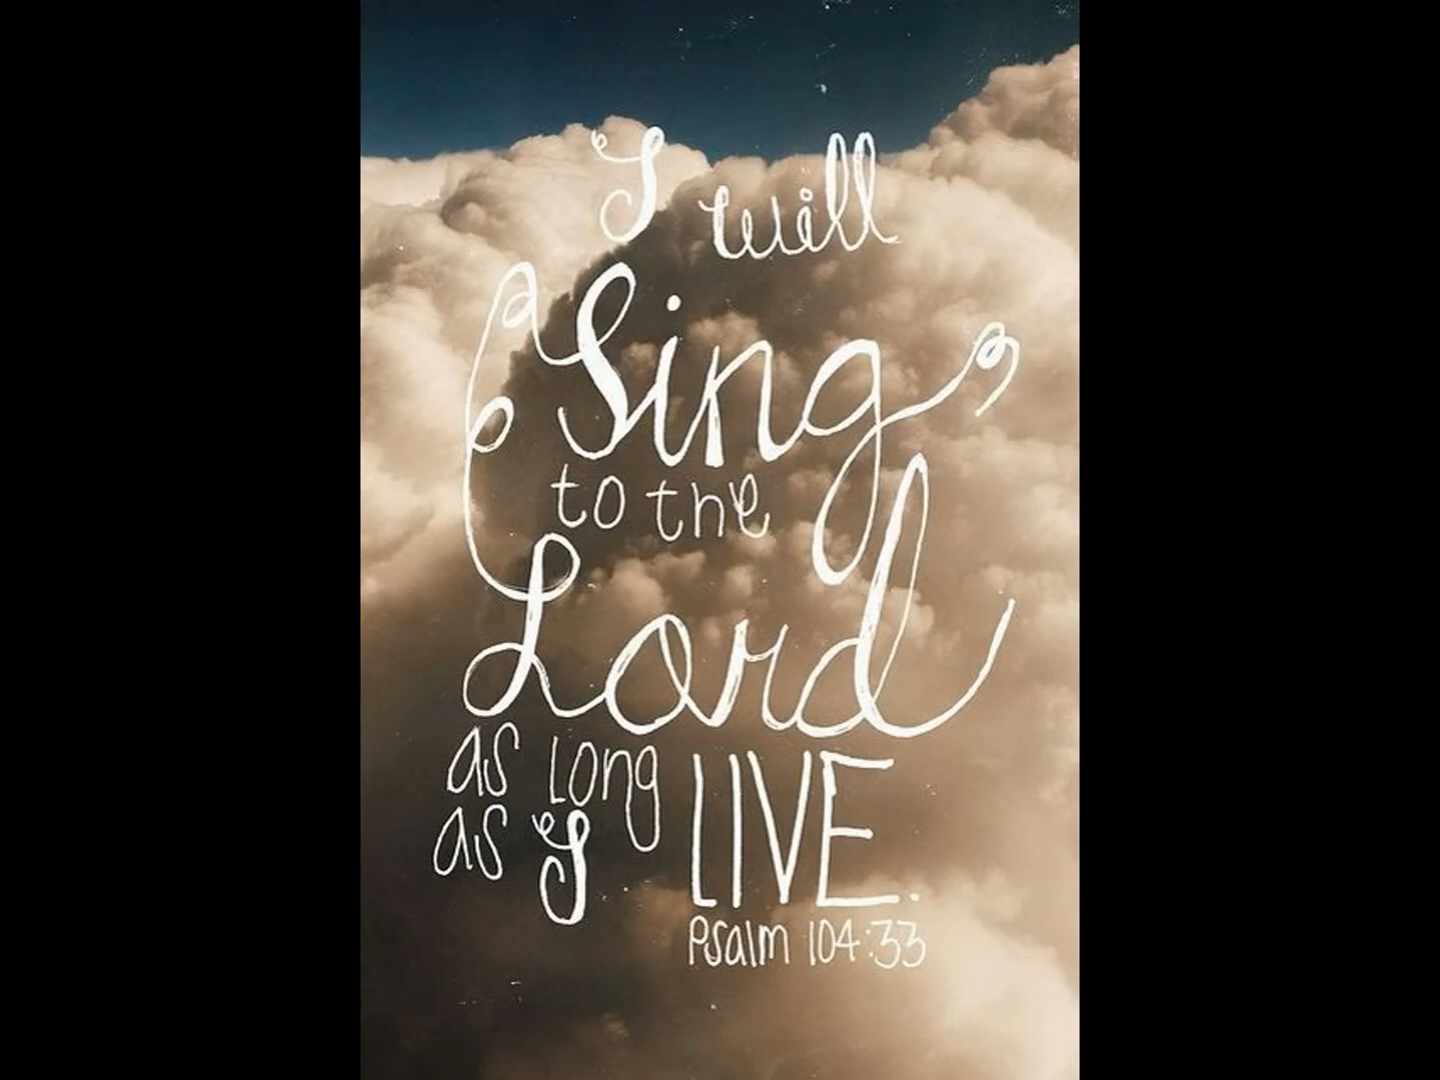 I will
Sing
to the
Lord
as long
as I LIVE.
Psalm 104:33